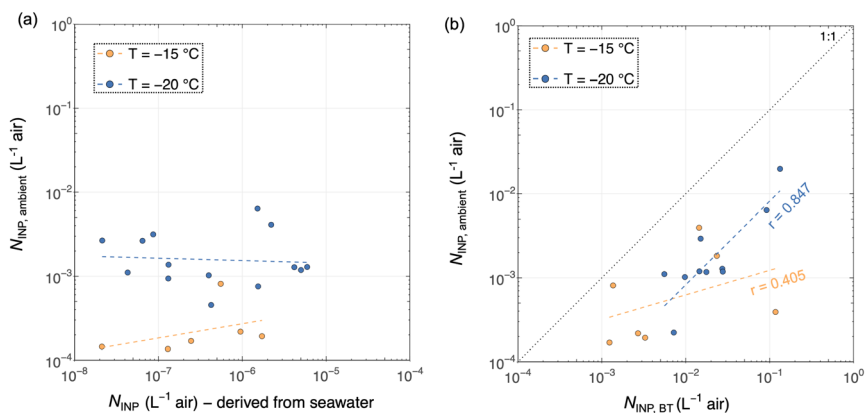 (a)
10⁰
10⁻¹
10⁻²
10⁻³
10⁻⁴
N_INP, ambient (L⁻¹ air)
T = −15 °C
T = −20 °C
10⁻⁸ 10⁻⁷ 10⁻⁶ 10⁻⁵ 10⁻⁴
N_INP (L⁻¹ air) – derived from seawater
(b)
10⁰
10⁻¹
10⁻²
10⁻³
10⁻⁴
N_INP, ambient (L⁻¹ air)
T = −15 °C
T = −20 °C
1:1
r = 0.847
r = 0.405
10⁻⁴ 10⁻³ 10⁻² 10⁻¹ 10⁰
N_INP, BT (L⁻¹ air)